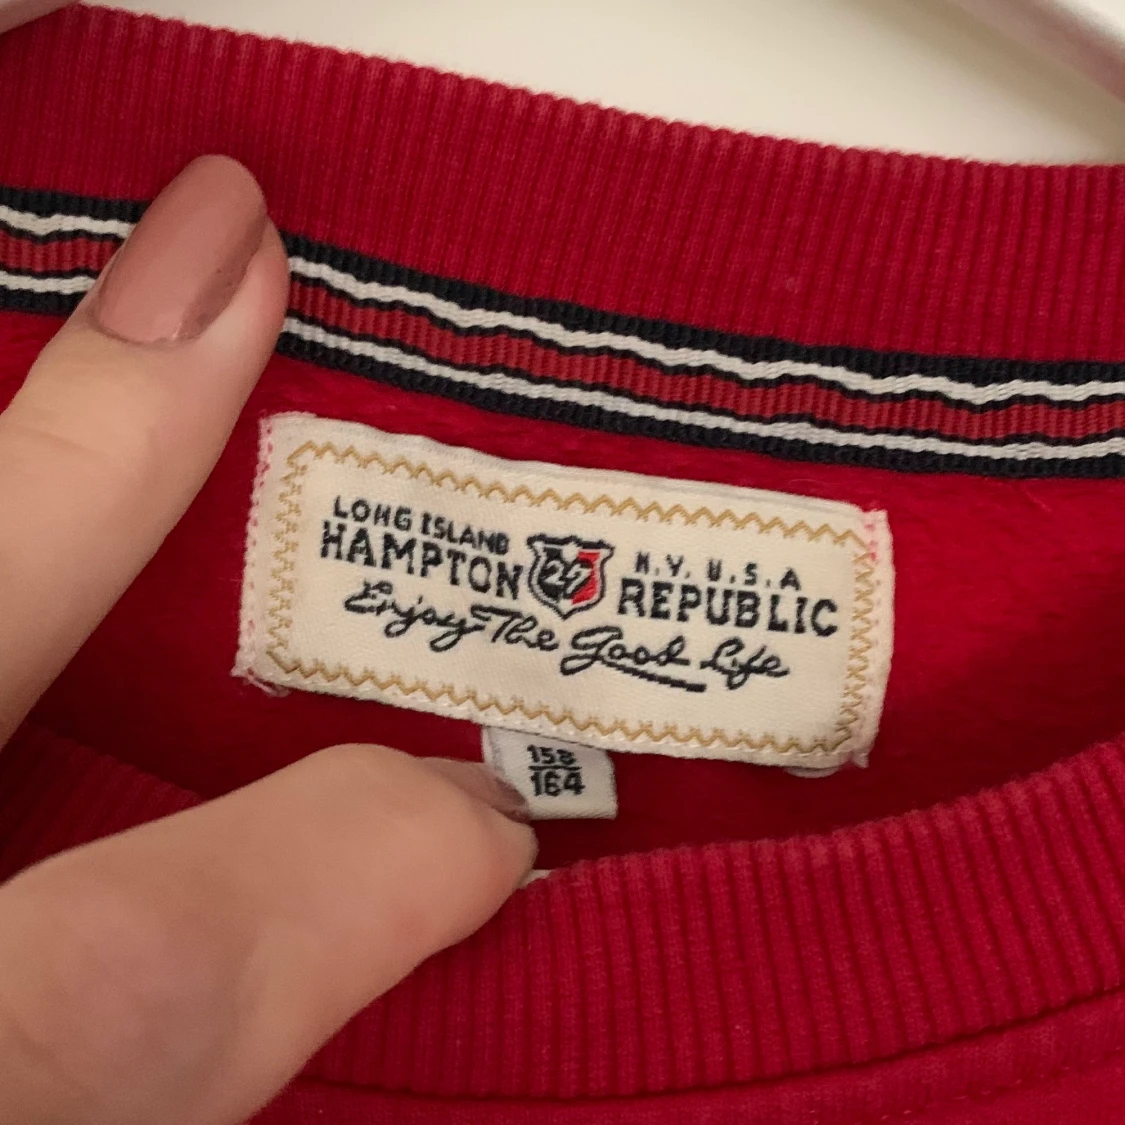 LONG ISLAND N.Y. U.S.A
HAMPTON 27 REPUBLIC
Enjoy The Good Life
158
164